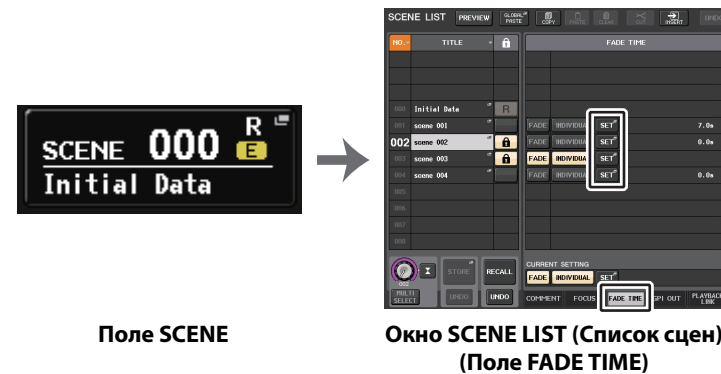 SCENE LIST PREVIEW GLOBAL PASTE COPY PASTE CLEAR CUT INSERT UNDO
NO. TITLE FADE TIME
000 Initial Data R
001 scene 001 FADE INDIVIDUAL SET 7.0s
002 scene 002 FADE INDIVIDUAL SET 0.0s
003 scene 003 FADE INDIVIDUAL SET
004 scene 004 FADE INDIVIDUAL SET 0.0s
005
006
007
008
SCENE 000 R E
Initial Data
CURRENT SETTING
002 STORE RECALL FADE INDIVIDUAL SET
MULTI SELECT UNDO UNDO COMMENT FOCUS FADE TIME GPI OUT PLAYBACK LINK
Поле SCENE
Окно SCENE LIST (Список сцен)
(Поле FADE TIME)